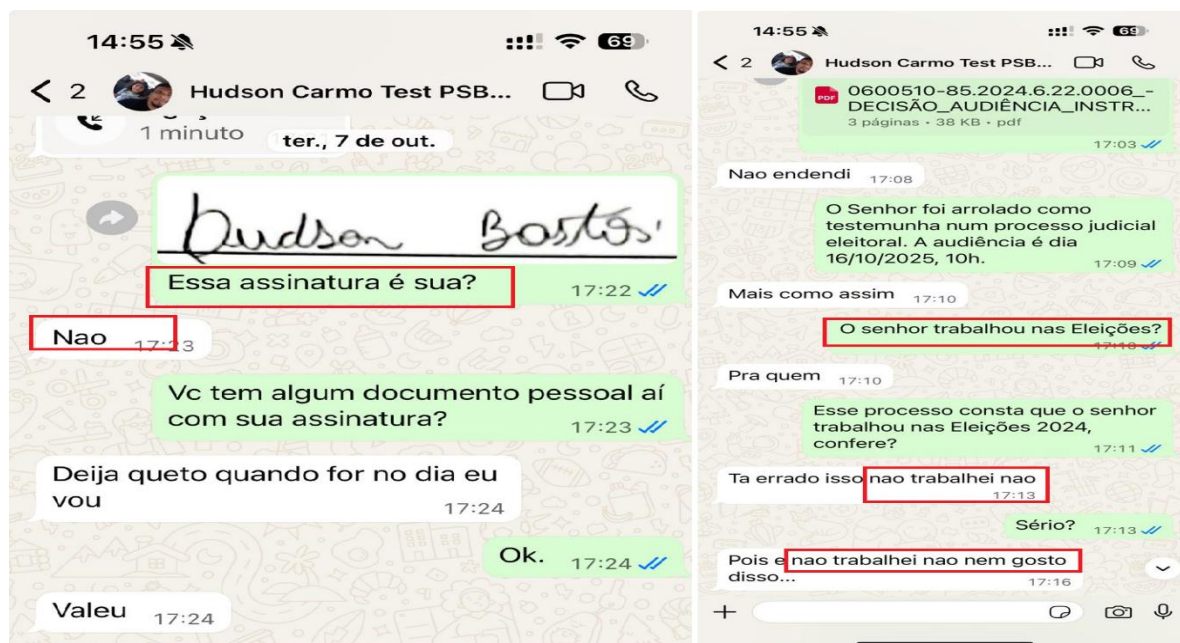 14:55
69
2
Hudson Carmo Test PSB...
1 minuto
ter., 7 de out.
Hudson Bastos
Essa assinatura é sua?
17:22
Nao
17:23
Vc tem algum documento pessoal aí
com sua assinatura?
17:23
Deija queto quando for no dia eu
vou
17:24
Ok.
17:24
Valeu
17:24
14:55
69
2
Hudson Carmo Test PSB...
PDF
0600510-85.2024.6.22.0006_-
DECISÃO_AUDIÊNCIA_INSTR...
3 páginas • 38 KB • pdf
17:03
Nao endendi
17:08
O Senhor foi arrolado como
testemunha num processo judicial
eleitoral. A audiência é dia
16/10/2025, 10h.
17:09
Mais como assim
17:10
O senhor trabalhou nas Eleições?
Pra quem
17:10
Esse processo consta que o senhor
trabalhou nas Eleições 2024,
confere?
17:11
Ta errado isso nao trabalhei nao
17:13
Sério?
17:13
Pois e nao trabalhei nao nem gosto
disso...
17:16